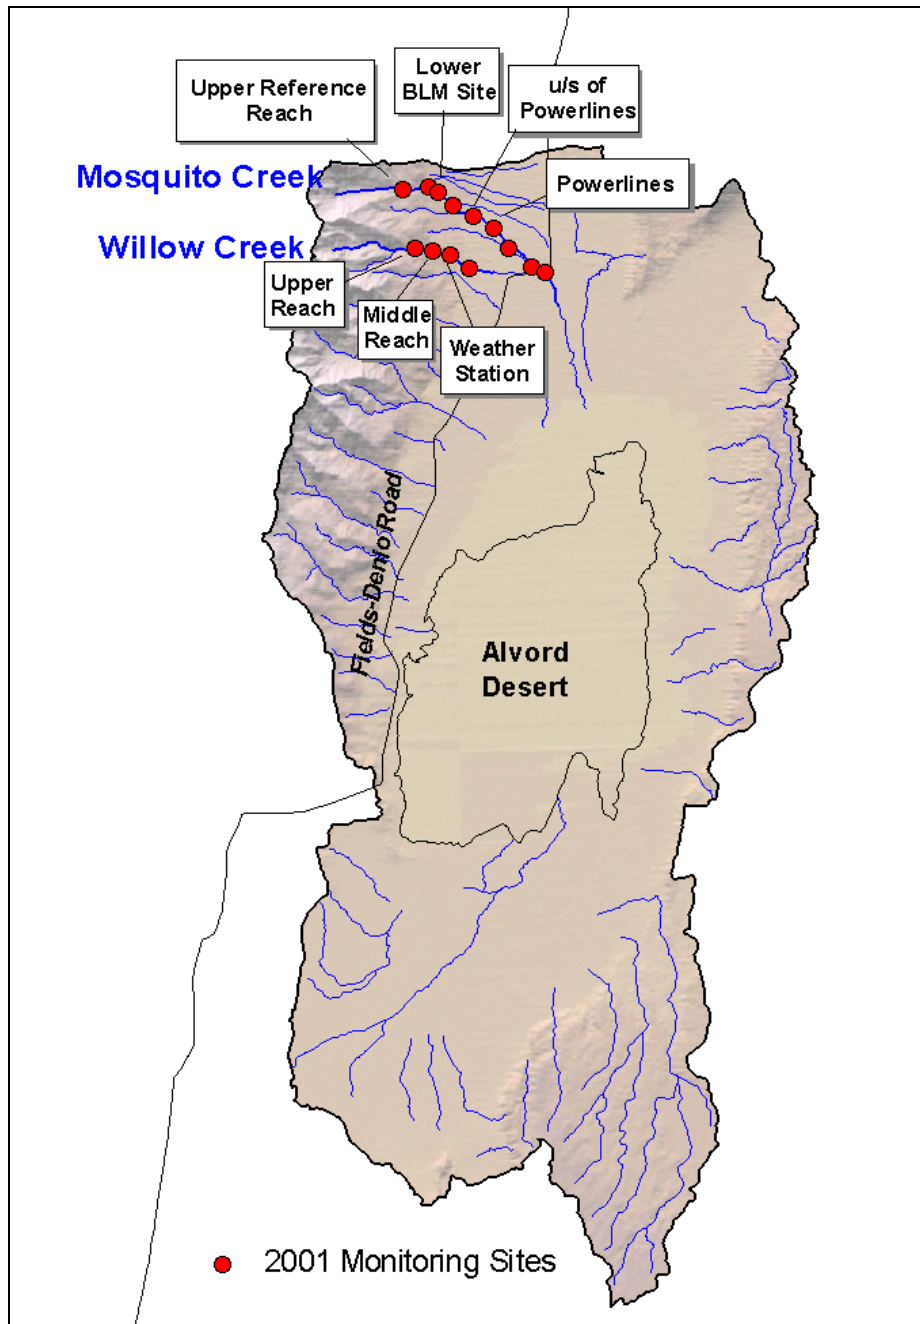 Lower
BLM Site
Upper Reference
Reach
u/s of
Powerlines
Mosquito Creek
Powerlines
Willow Creek
Upper
Reach
Middle
Reach
Weather
Station
Fields-Denio Road
Alvord
Desert
2001 Monitoring Sites